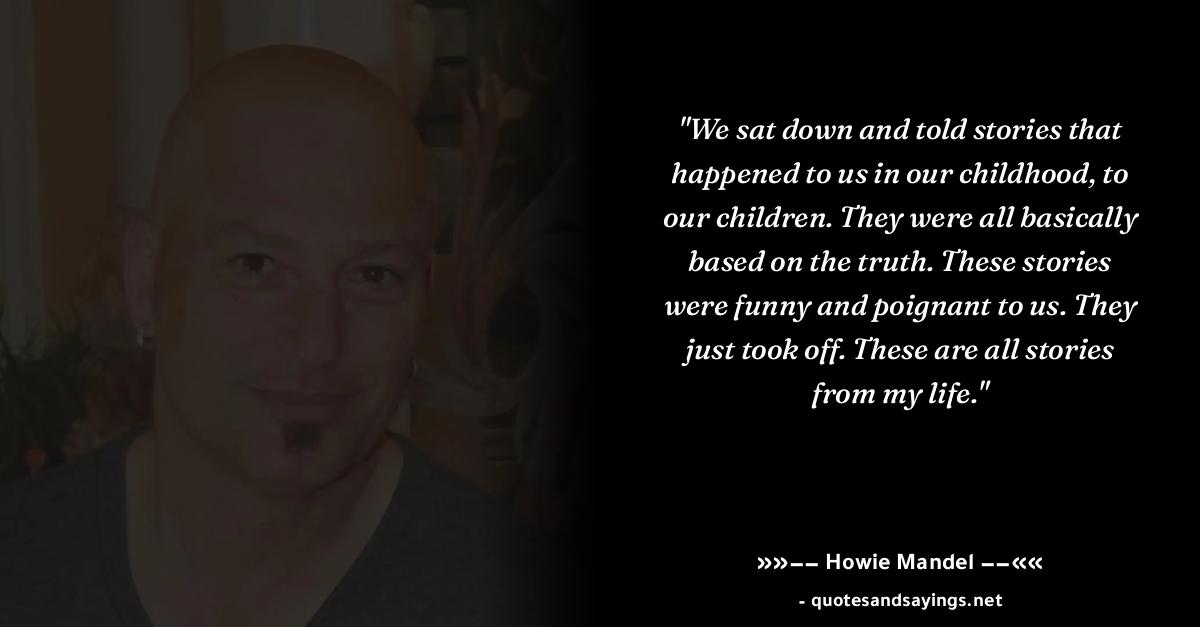 "We sat down and told stories that
happened to us in our childhood, to
our children. They were all basically
based on the truth. These stories
were funny and poignant to us. They
just took off. These are all stories
from my life."
»»−− Howie Mandel −−««
- quotesandsayings.net